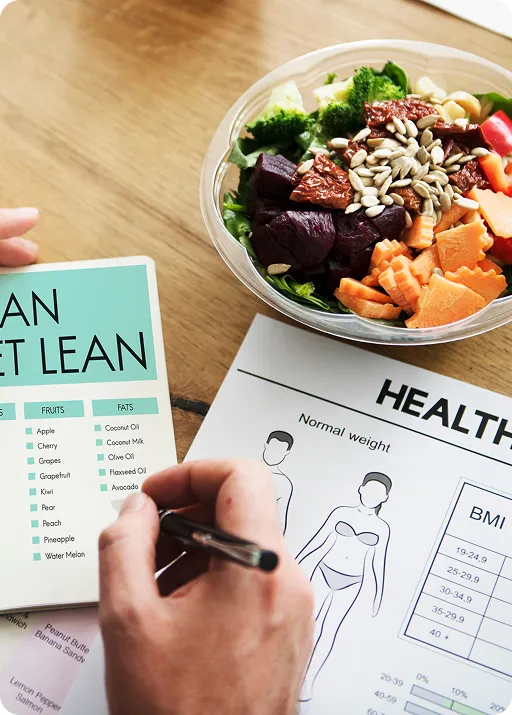 AN
ET LEAN
S
FRUITS
FATS
Apple
Cherry
Grapes
Grapefruit
Kiwi
Pear
Peach
Pineapple
Water Melon
Coconut Oil
Coconut Milk
Olive Oil
Flaxseed Oil
Avocado
HEALTH
Normal weight
BMI
19-24,9
25-29,9
30-34,9
35-29,9
40 +
20-39
40-59
0%
10%
20%
Peanut Butte
Banana Sandy
Lemon Pepper
Salmon